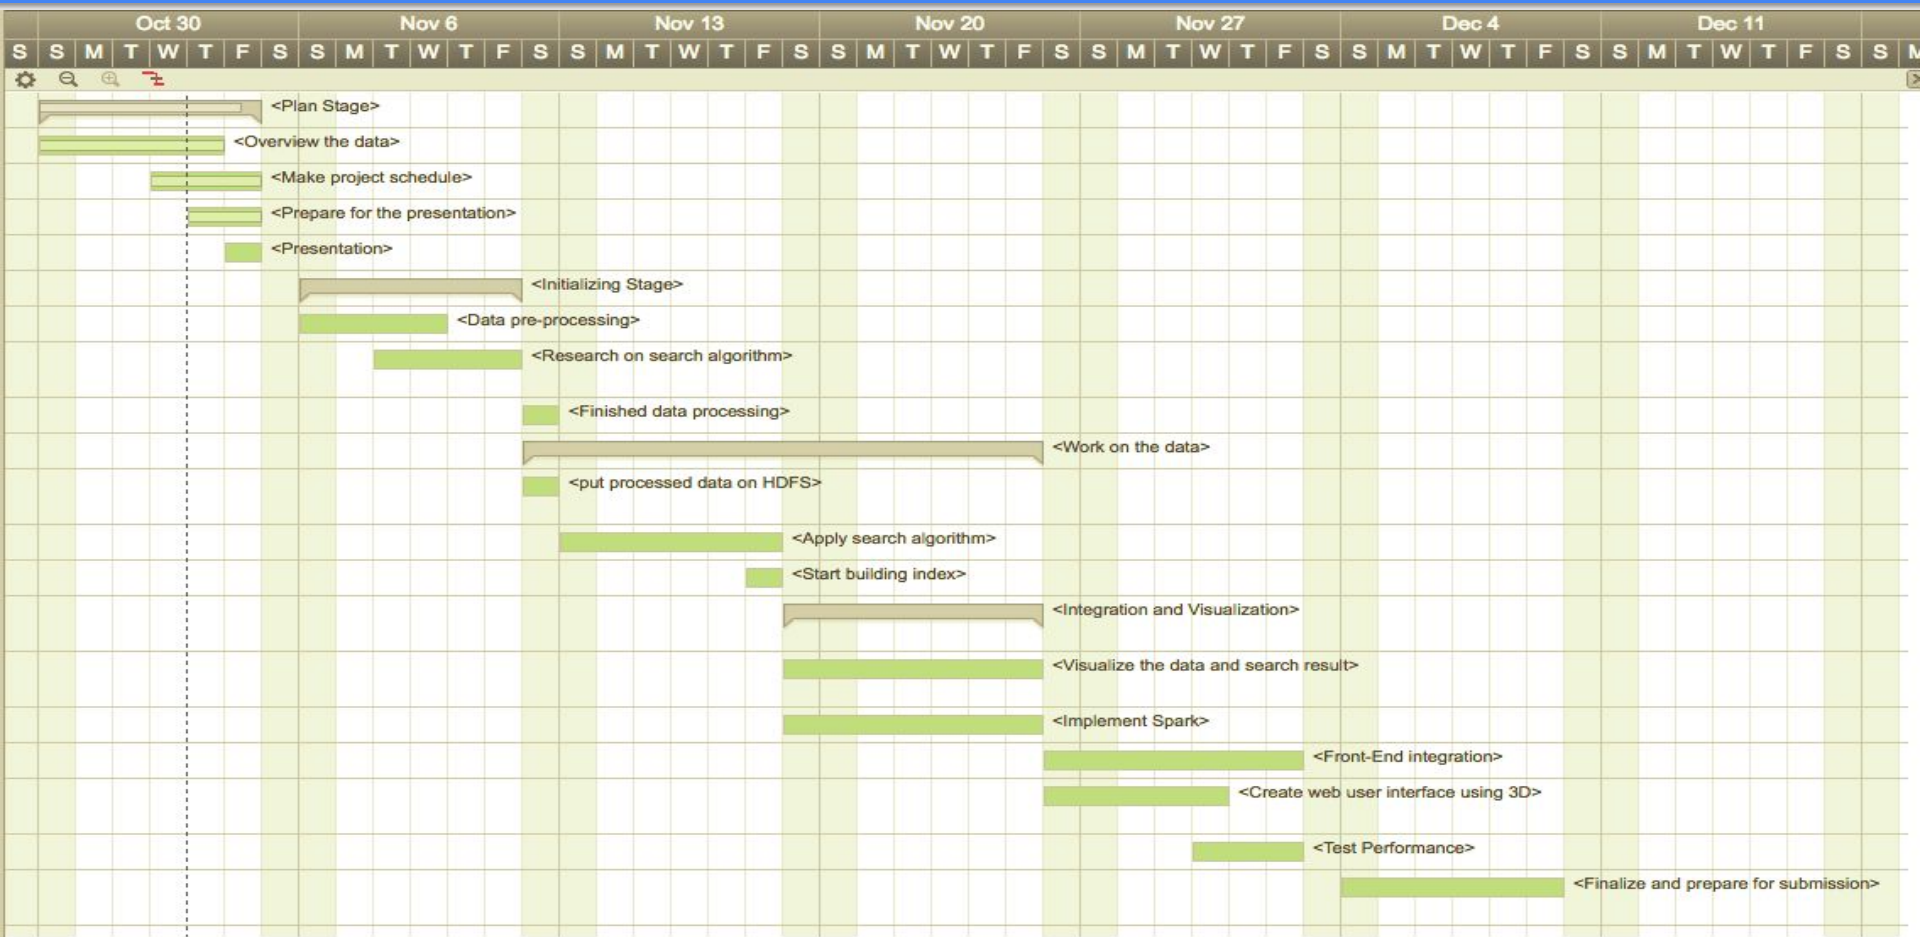 Oct 30 Nov 6 Nov 13 Nov 20 Nov 27 Dec 4 Dec 11
S S M T W T F S S M T W T F S S M T W T F S S M T W T F S S M T W T F S S M T W T F S S M T W T F S S M
<Plan Stage>
<Overview the data>
<Make project schedule>
<Prepare for the presentation>
<Presentation>
<Initializing Stage>
<Data pre-processing>
<Research on search algorithm>
<Finished data processing>
<Work on the data>
<put processed data on HDFS>
<Apply search algorithm>
<Start building index>
<Integration and Visualization>
<Visualize the data and search result>
<Implement Spark>
<Front-End integration>
<Create web user interface using 3D>
<Test Performance>
<Finalize and prepare for submission>